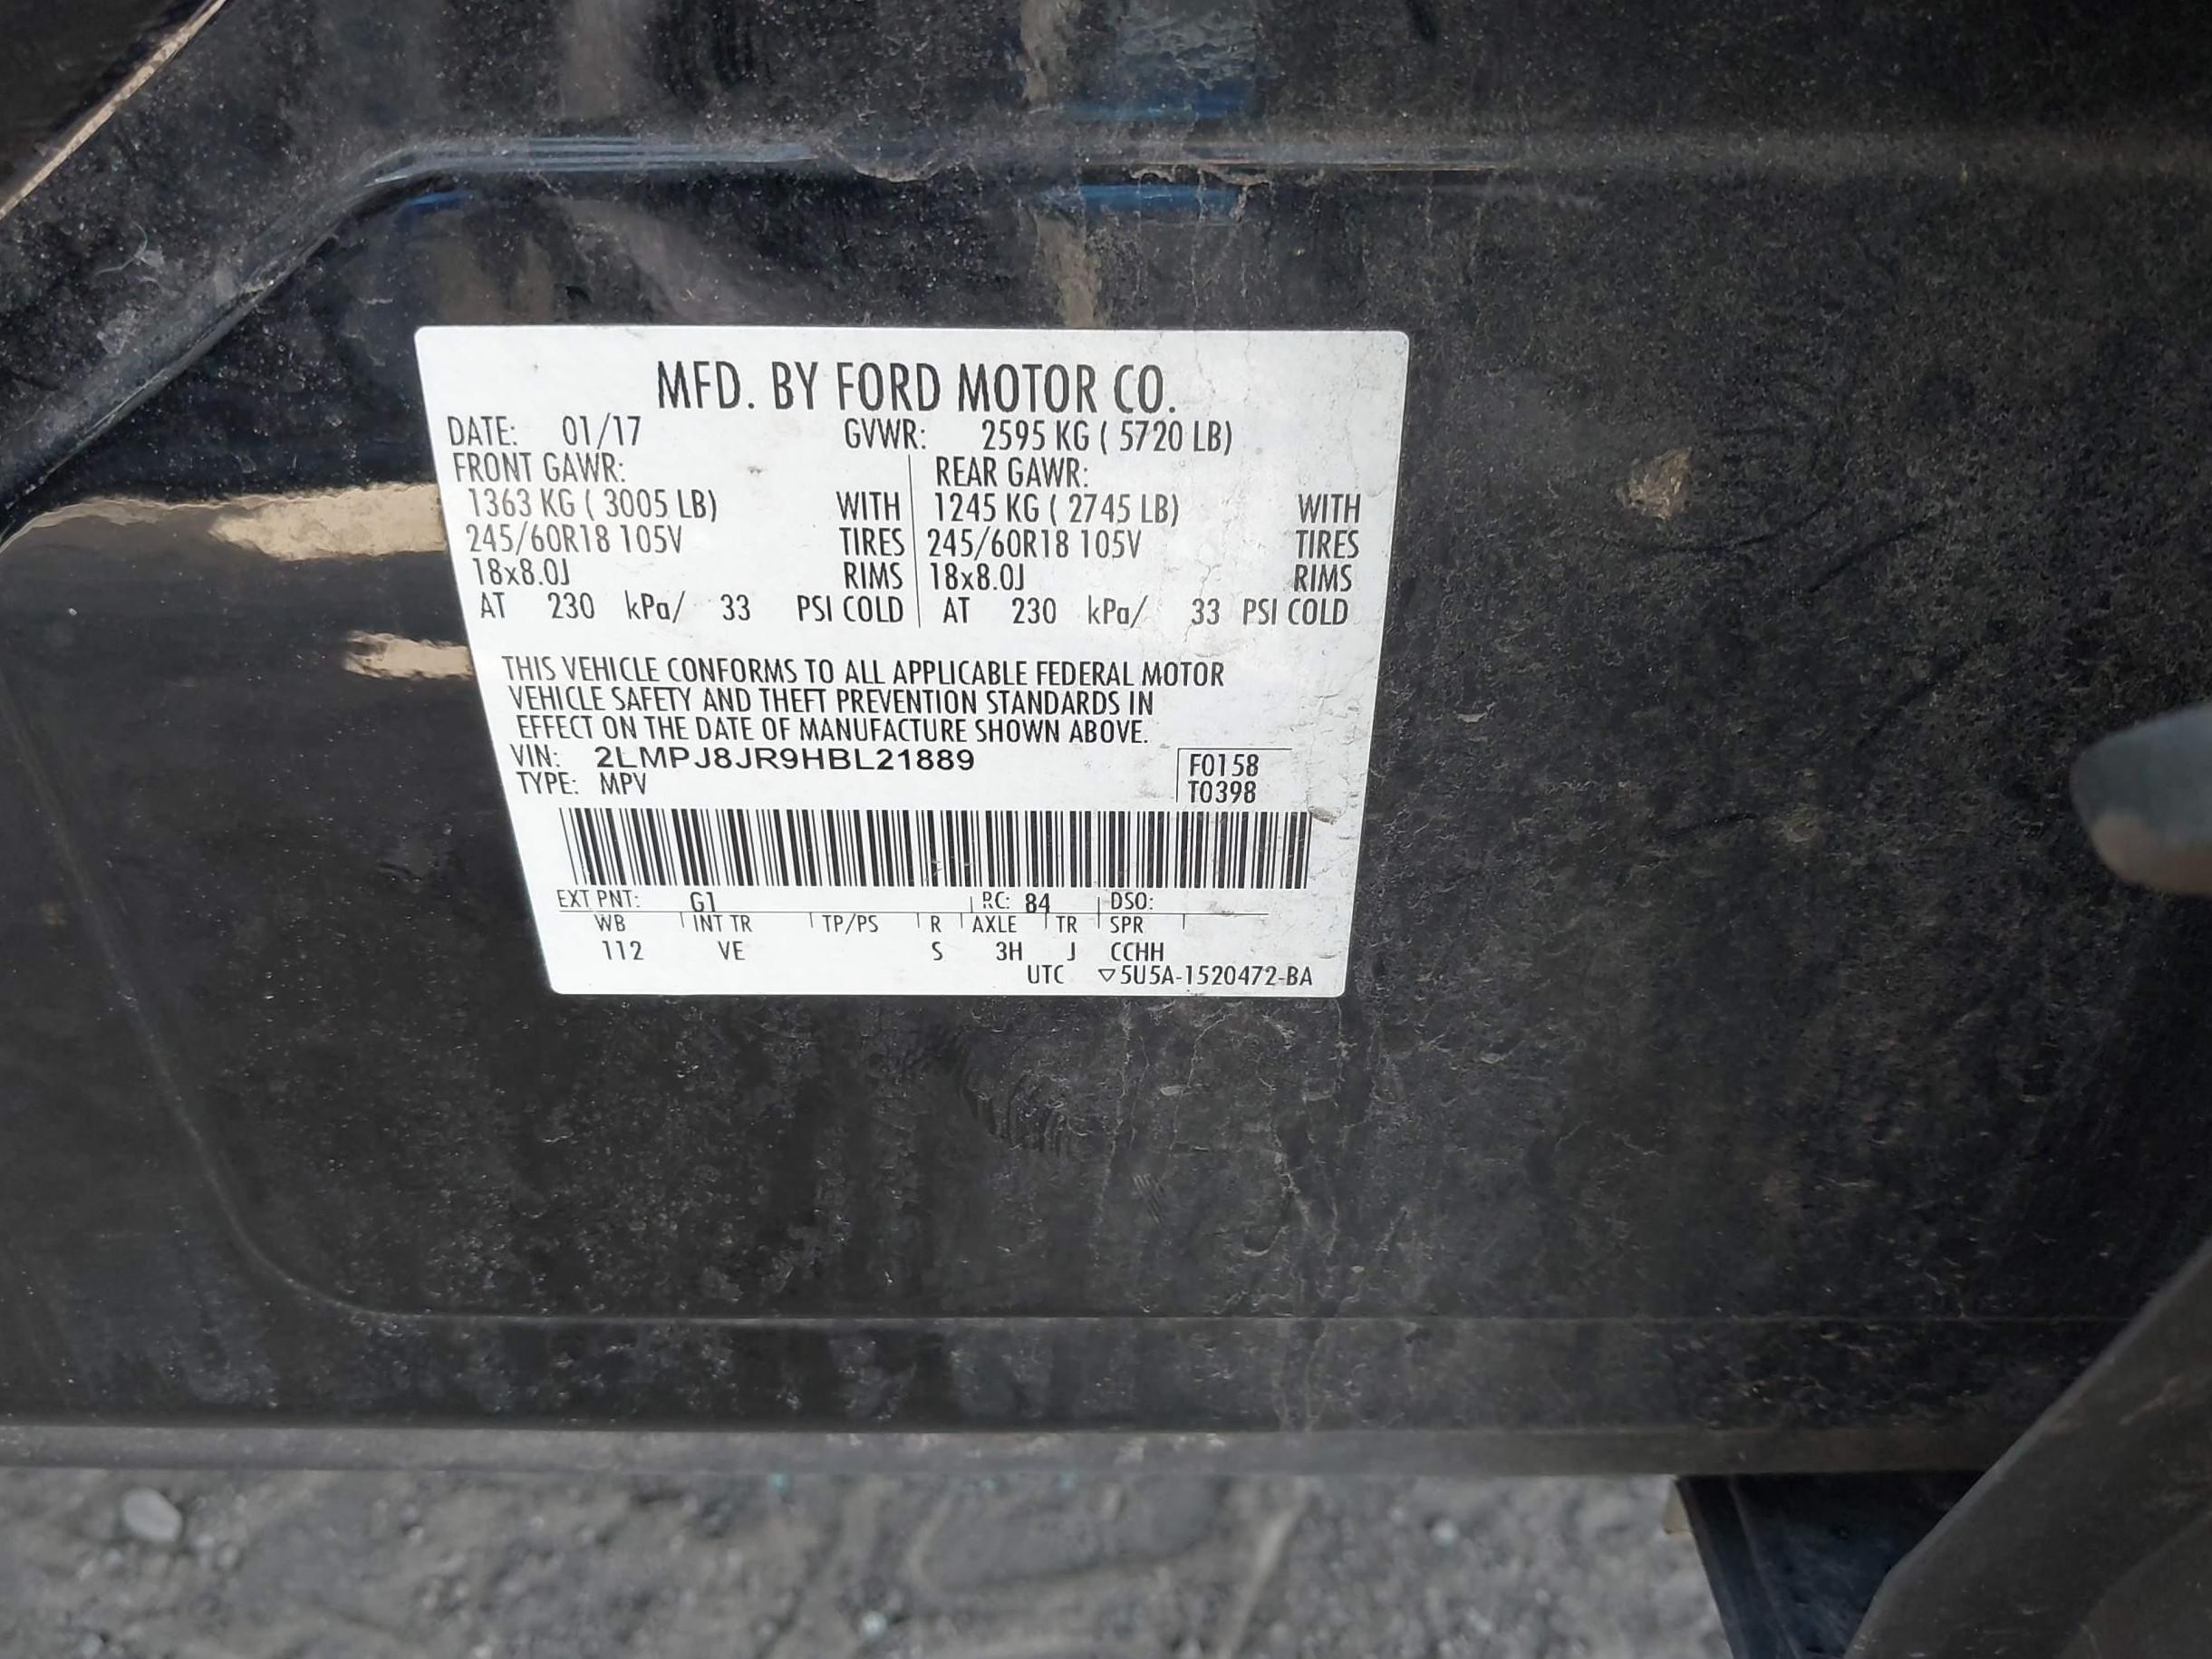 MFD. BY FORD MOTOR CO.
DATE: 01/17 GVWR: 2595 KG ( 5720 LB)
FRONT GAWR: REAR GAWR:
1363 KG ( 3005 LB) WITH 1245 KG ( 2745 LB) WITH
245/60R18 105V TIRES 245/60R18 105V TIRES
18x8.0J RIMS 18x8.0J RIMS
AT 230 kPa/ 33 PSI COLD AT 230 kPa/ 33 PSI COLD
THIS VEHICLE CONFORMS TO ALL APPLICABLE FEDERAL MOTOR
VEHICLE SAFETY AND THEFT PREVENTION STANDARDS IN
EFFECT ON THE DATE OF MANUFACTURE SHOWN ABOVE.
VIN: 2LMPJ8JR9HBL21889 F0158
TYPE: MPV T0398
EXT PNT: G1 RC: 84 DSO:
WB INT TR TP/PS R AXLE TR SPR
112 VE S 3H J CCHH
UTC ▽5U5A-1520472-BA